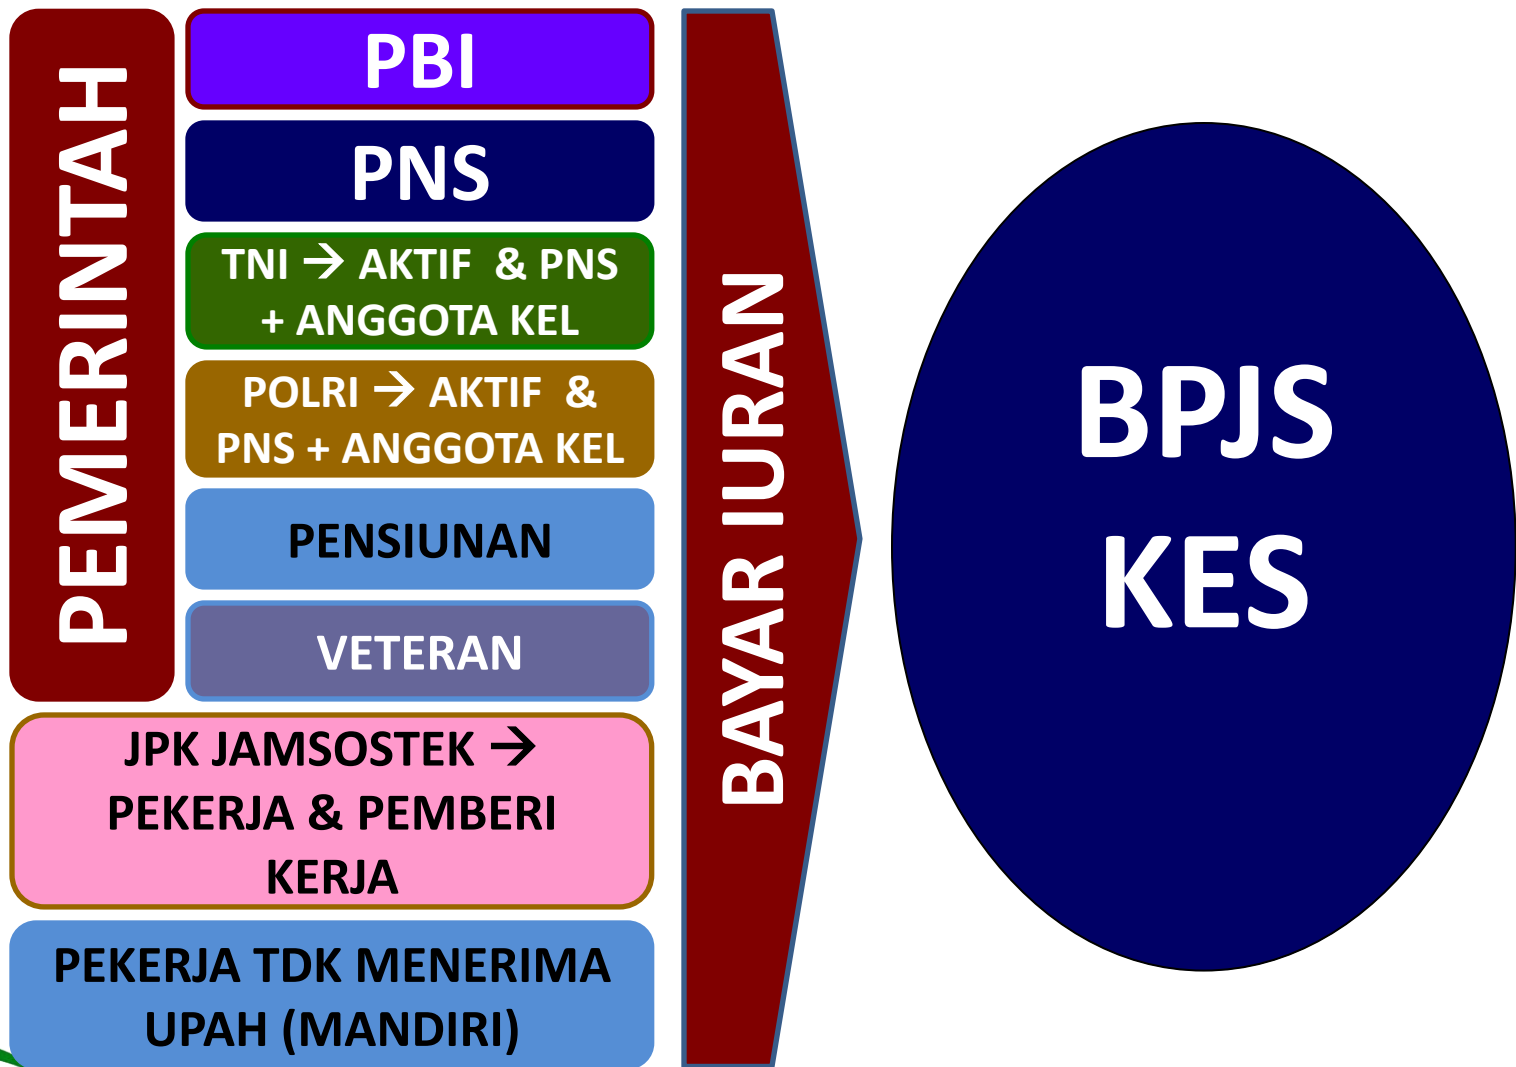 PEMERINTAH
PBI
PNS
TNI → AKTIF & PNS
+ ANGGOTA KEL
POLRI → AKTIF &
PNS + ANGGOTA KEL
PENSIUNAN
VETERAN
JPK JAMSOSTEK →
PEKERJA & PEMBERI
KERJA
PEKERJA TDK MENERIMA
UPAH (MANDIRI)
BAYAR IURAN
BPJS
KES